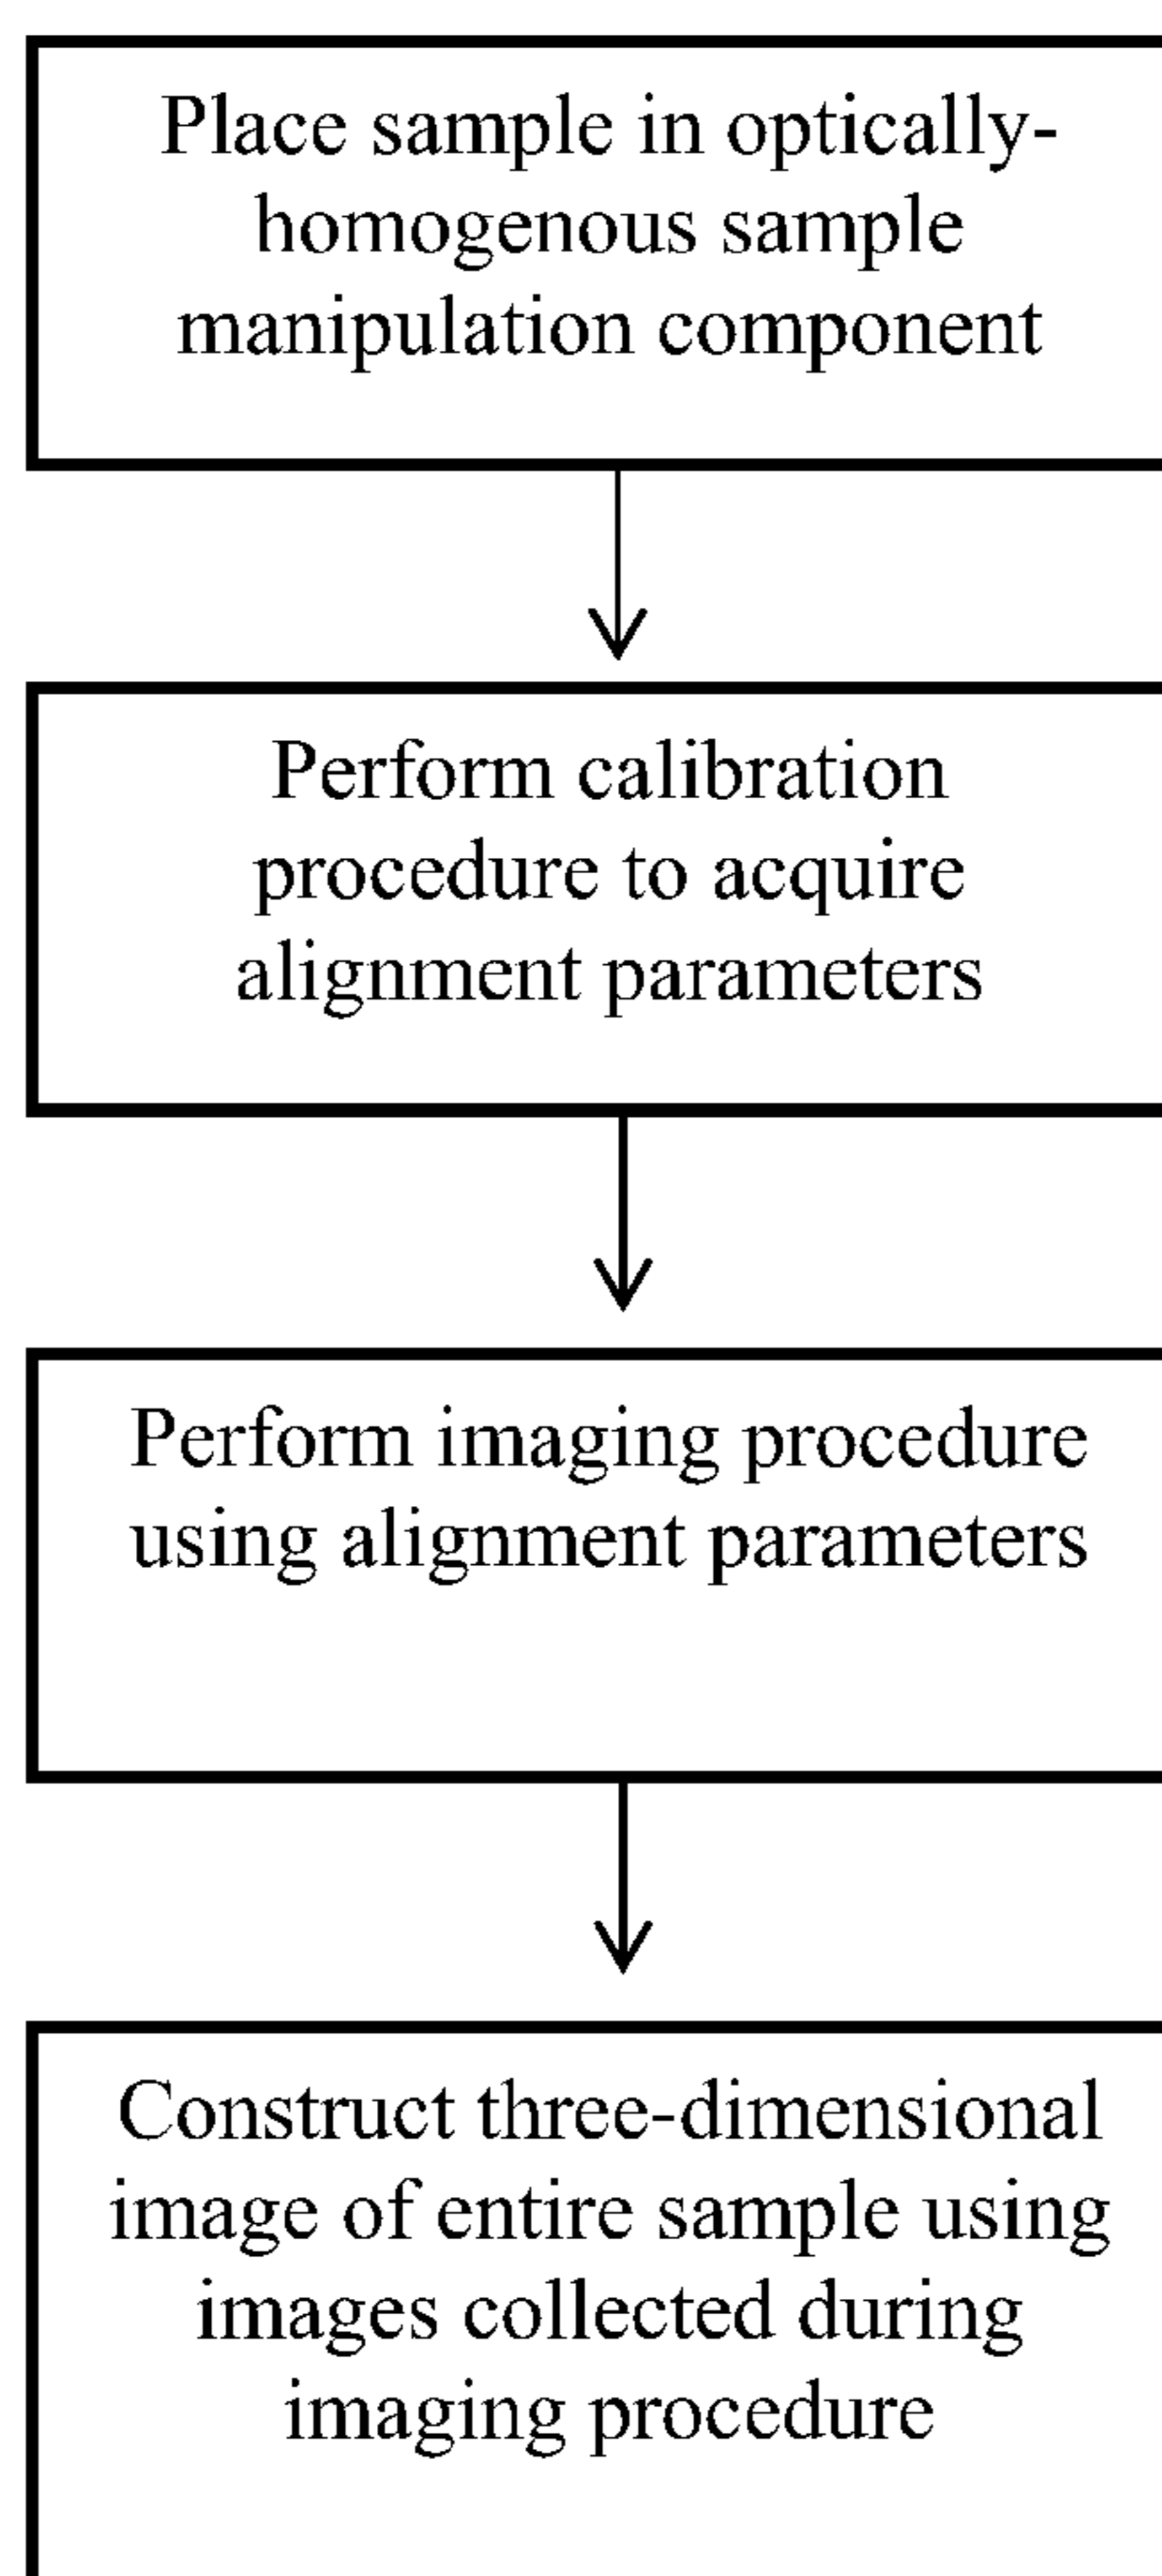 Place sample in optically-
homogenous sample
manipulation component
Perform calibration
procedure to acquire
alignment parameters
Perform imaging procedure
using alignment parameters
Construct three-dimensional
image of entire sample using
images collected during
imaging procedure